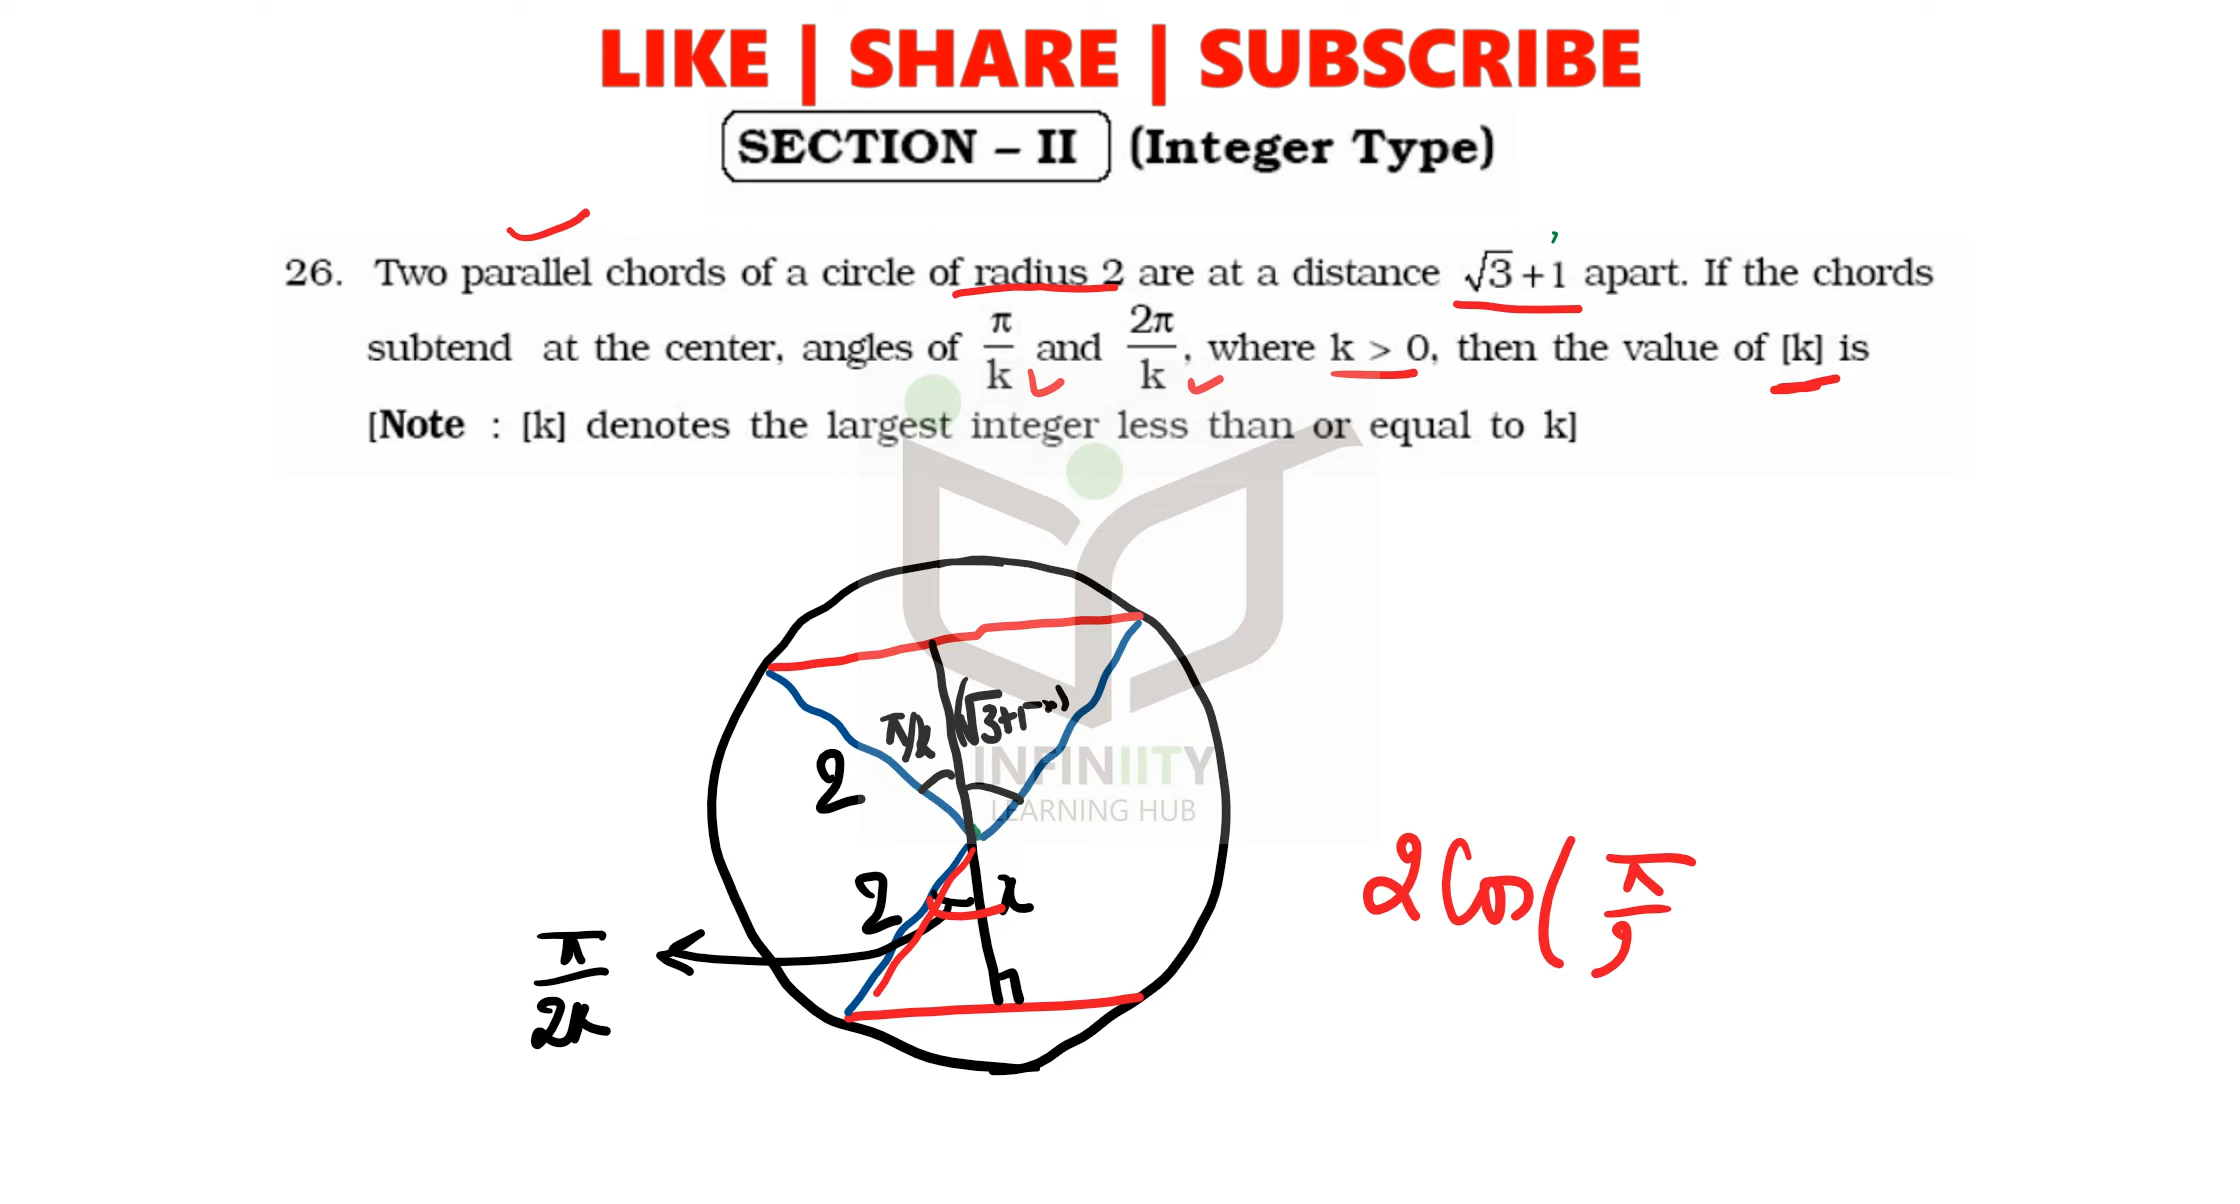 LIKE | SHARE | SUBSCRIBE
SECTION – II (Integer Type)
26. Two parallel chords of a circle of radius 2 are at a distance √3 + 1 apart. If the chords
subtend at the center, angles of π/k and 2π/k, where k > 0, then the value of [k] is
[Note : [k] denotes the largest integer less than or equal to k]
π/k
(√3+1-x)
INFINIITY
LEARNING HUB
2
2
x
π/2k
2 Cos(π/2